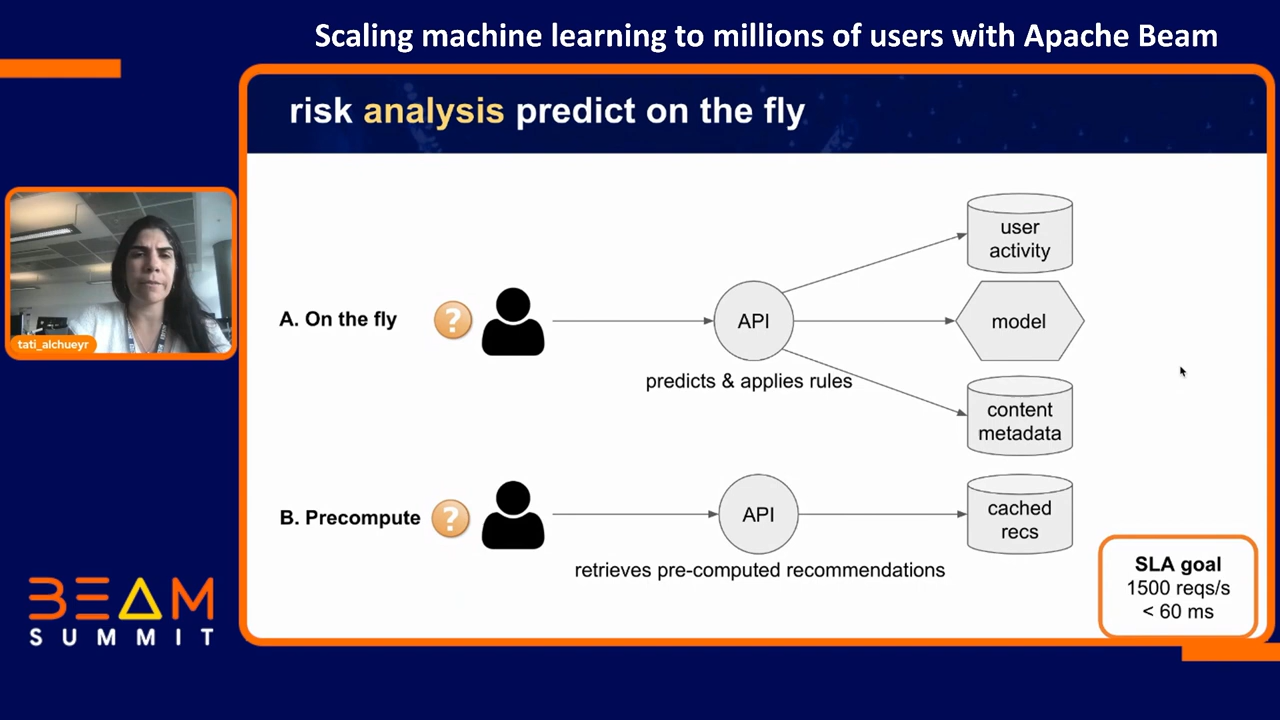 Scaling machine learning to millions of users with Apache Beam
risk analysis predict on the fly
tati_alchueyr
A. On the fly
?
API
predicts & applies rules
user
activity
model
content
metadata
B. Precompute
?
API
retrieves pre-computed recommendations
cached
recs
SLA goal
1500 reqs/s
< 60 ms
BEAM
SUMMIT